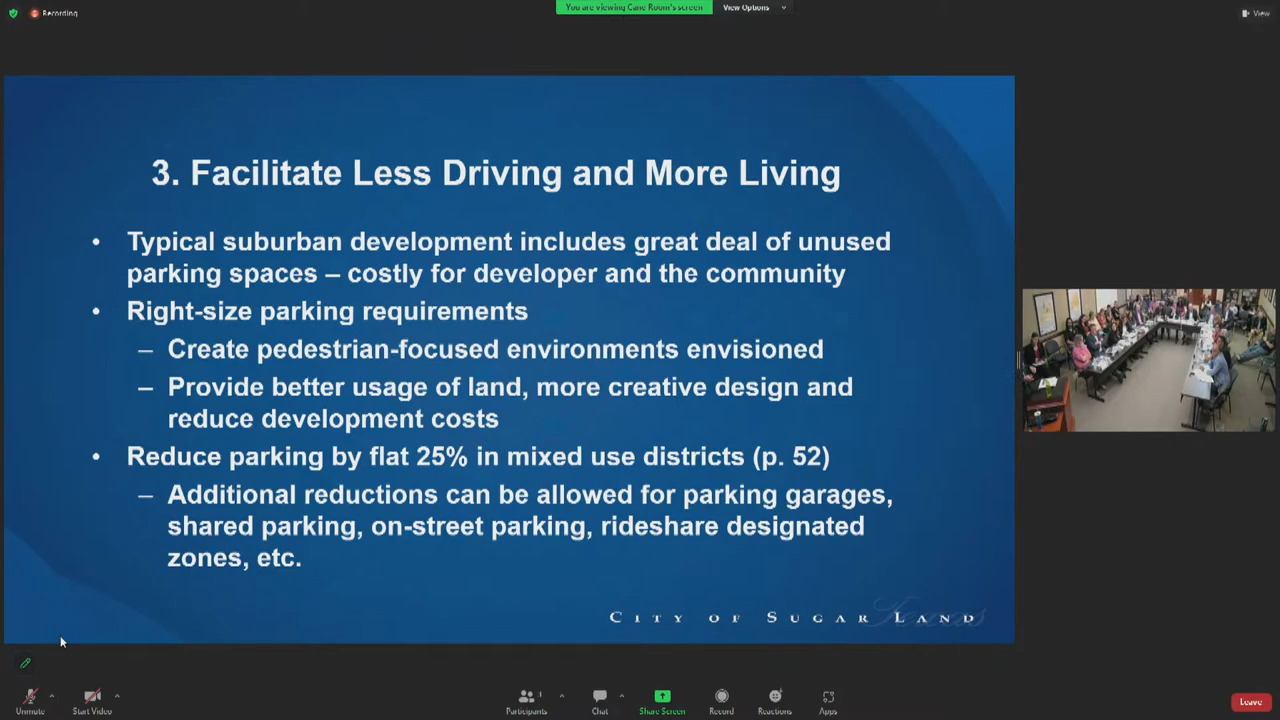 Recording
You are viewing Cane Room's screen
View Options
View
3. Facilitate Less Driving and More Living
• Typical suburban development includes great deal of unused
parking spaces – costly for developer and the community
• Right-size parking requirements
– Create pedestrian-focused environments envisioned
– Provide better usage of land, more creative design and
reduce development costs
• Reduce parking by flat 25% in mixed use districts (p. 52)
– Additional reductions can be allowed for parking garages,
shared parking, on-street parking, rideshare designated
zones, etc.
CITY OF SUGAR LAND
Unmute
Start Video
Participants
1
Chat
Share Screen
Record
Reactions
Apps
Leave